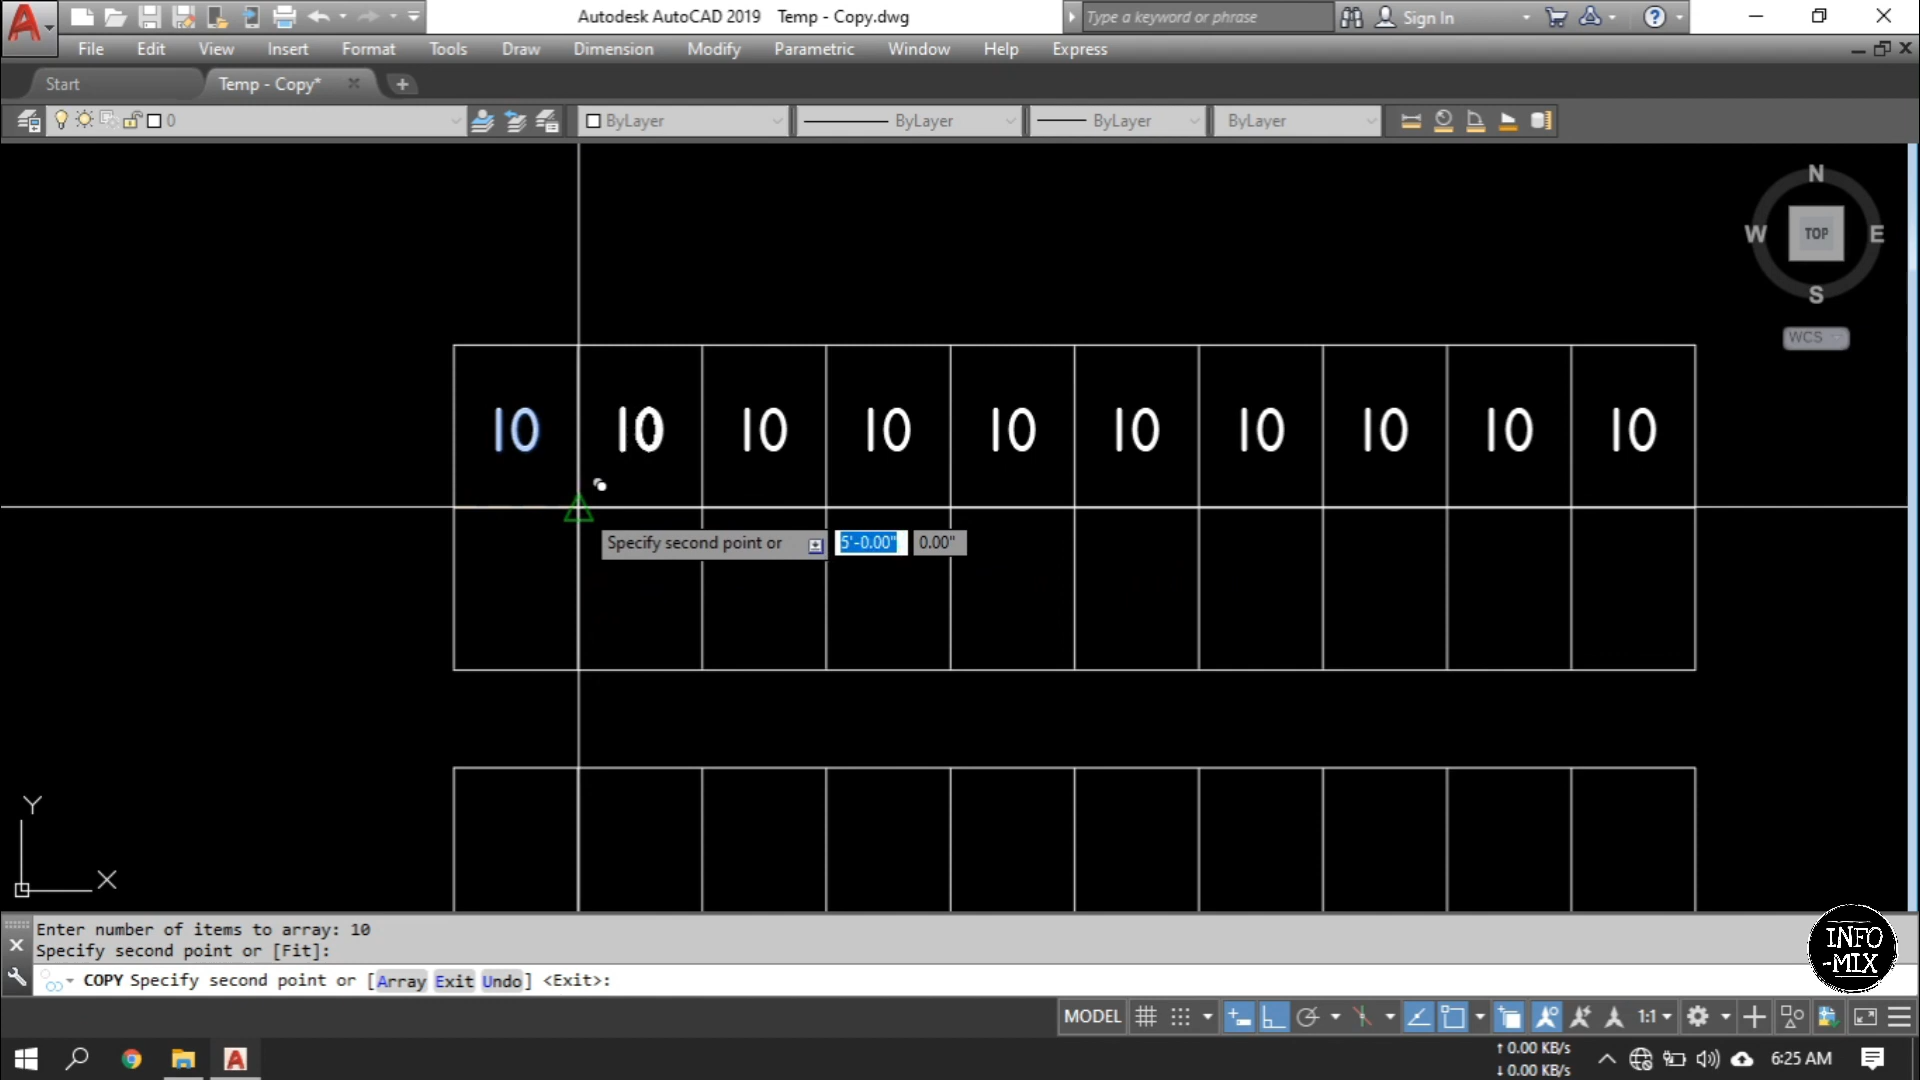 Autodesk AutoCAD 2019 Temp - Copy.dwg
Type a keyword or phrase
Sign In
File Edit View Insert Format Tools Draw Dimension Modify Parametric Window Help Express
Start
Temp - Copy*
0
ByLayer
ByLayer
ByLayer
ByLayer
N
W TOP E
S
WCS
10 10 10 10 10 10 10 10 10 10
Specify second point or 5'-0.00" 0.00"
Y
X
Enter number of items to array: 10
Specify second point or [Fit]:
COPY Specify second point or [Array Exit Undo] <Exit>:
INFO
-MIX
MODEL
1:1
↑ 0.00 KB/s
↓ 0.00 KB/s
6:25 AM